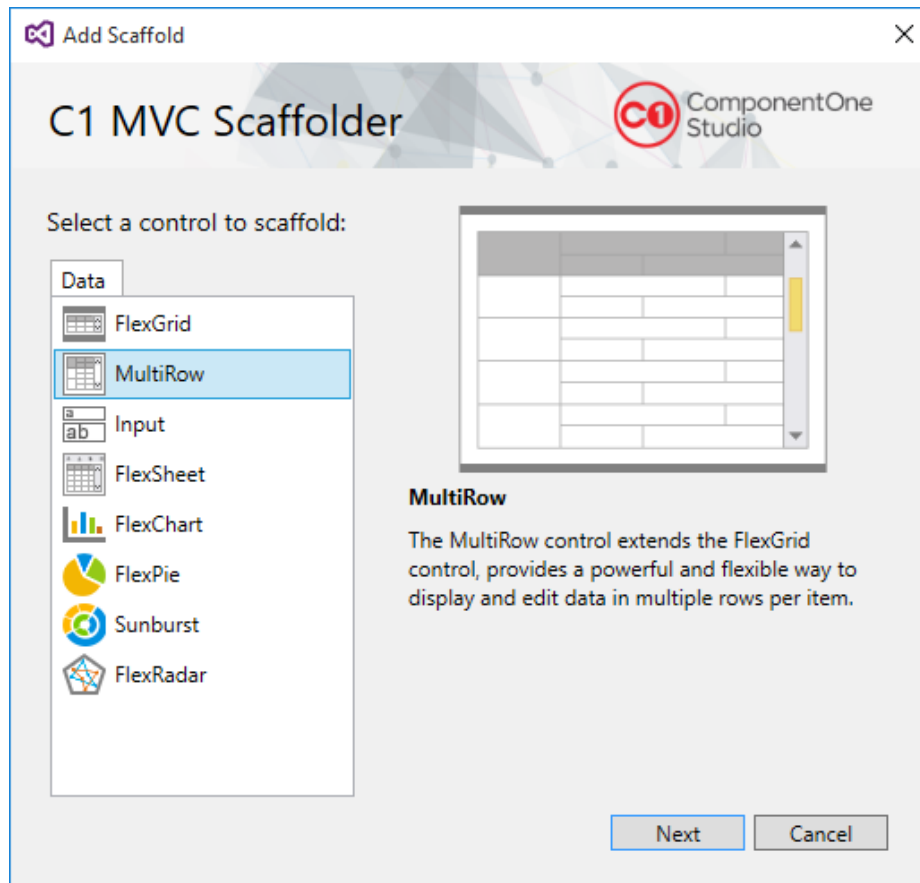 Add Scaffold
C1 MVC Scaffolder
C1
ComponentOne
Studio
Select a control to scaffold:
Data
FlexGrid
MultiRow
a
ab
Input
FlexSheet
FlexChart
FlexPie
Sunburst
FlexRadar
MultiRow
The MultiRow control extends the FlexGrid
control, provides a powerful and flexible way to
display and edit data in multiple rows per item.
Next
Cancel